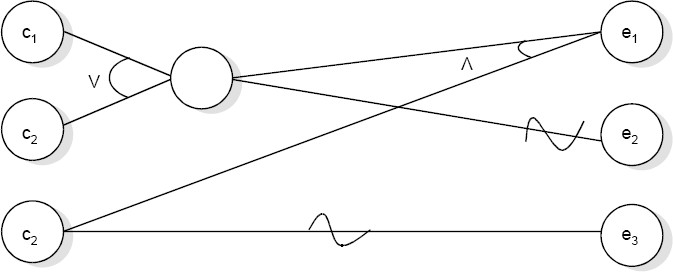 c₁
e₁
V
Λ
c₂
e₂
c₂
e₃